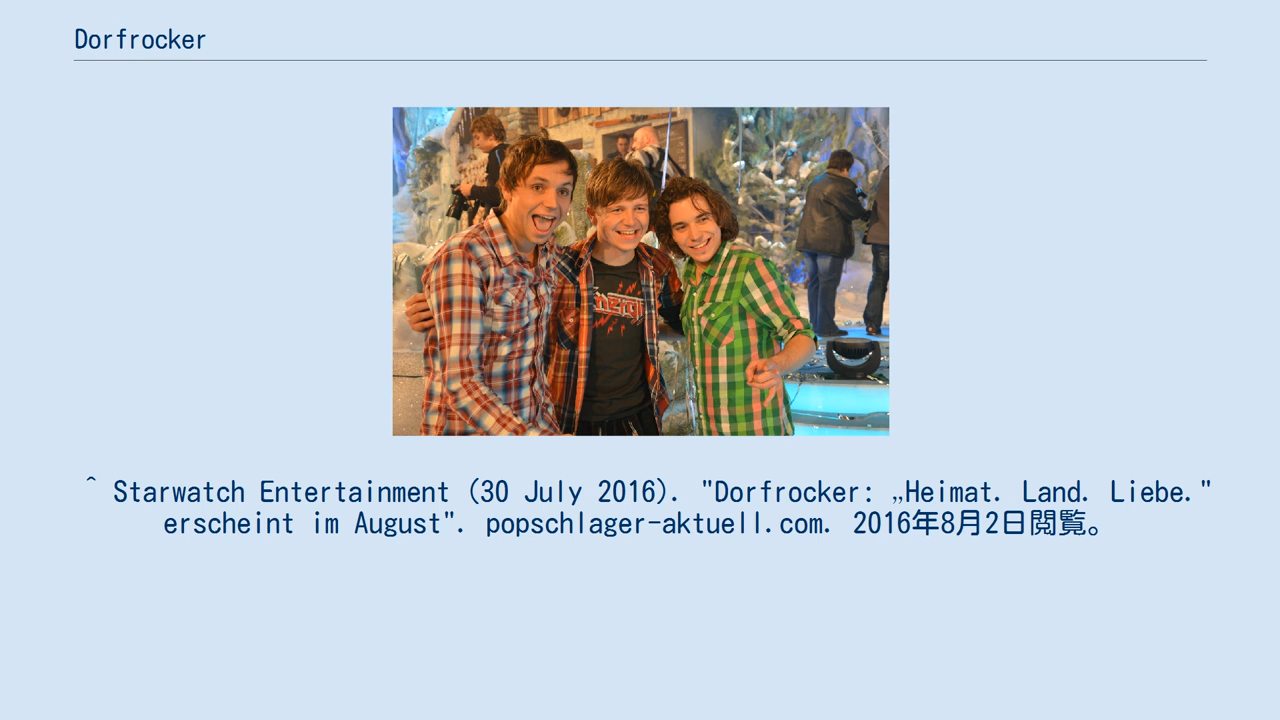 Dorfrocker
^ Starwatch Entertainment (30 July 2016). "Dorfrocker: „Heimat. Land. Liebe."
erscheint im August". popschlager-aktuell.com. 2016年8月2日閲覧。